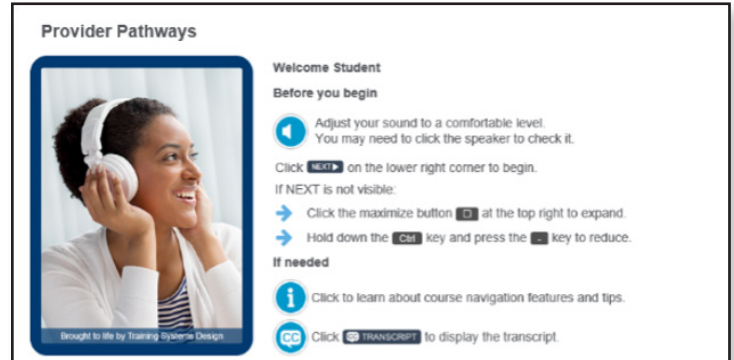 Provider Pathways
Welcome Student
Before you begin
Adjust your sound to a comfortable level.
You may need to click the speaker to check it.
Click NEXT on the lower right corner to begin.
If NEXT is not visible:
Click the maximize button at the top right to expand.
Hold down the Ctrl key and press the - key to reduce.
If needed
i Click to learn about course navigation features and tips.
CC Click CC TRANSCRIPT to display the transcript.
Brought to life by Training Systems Design